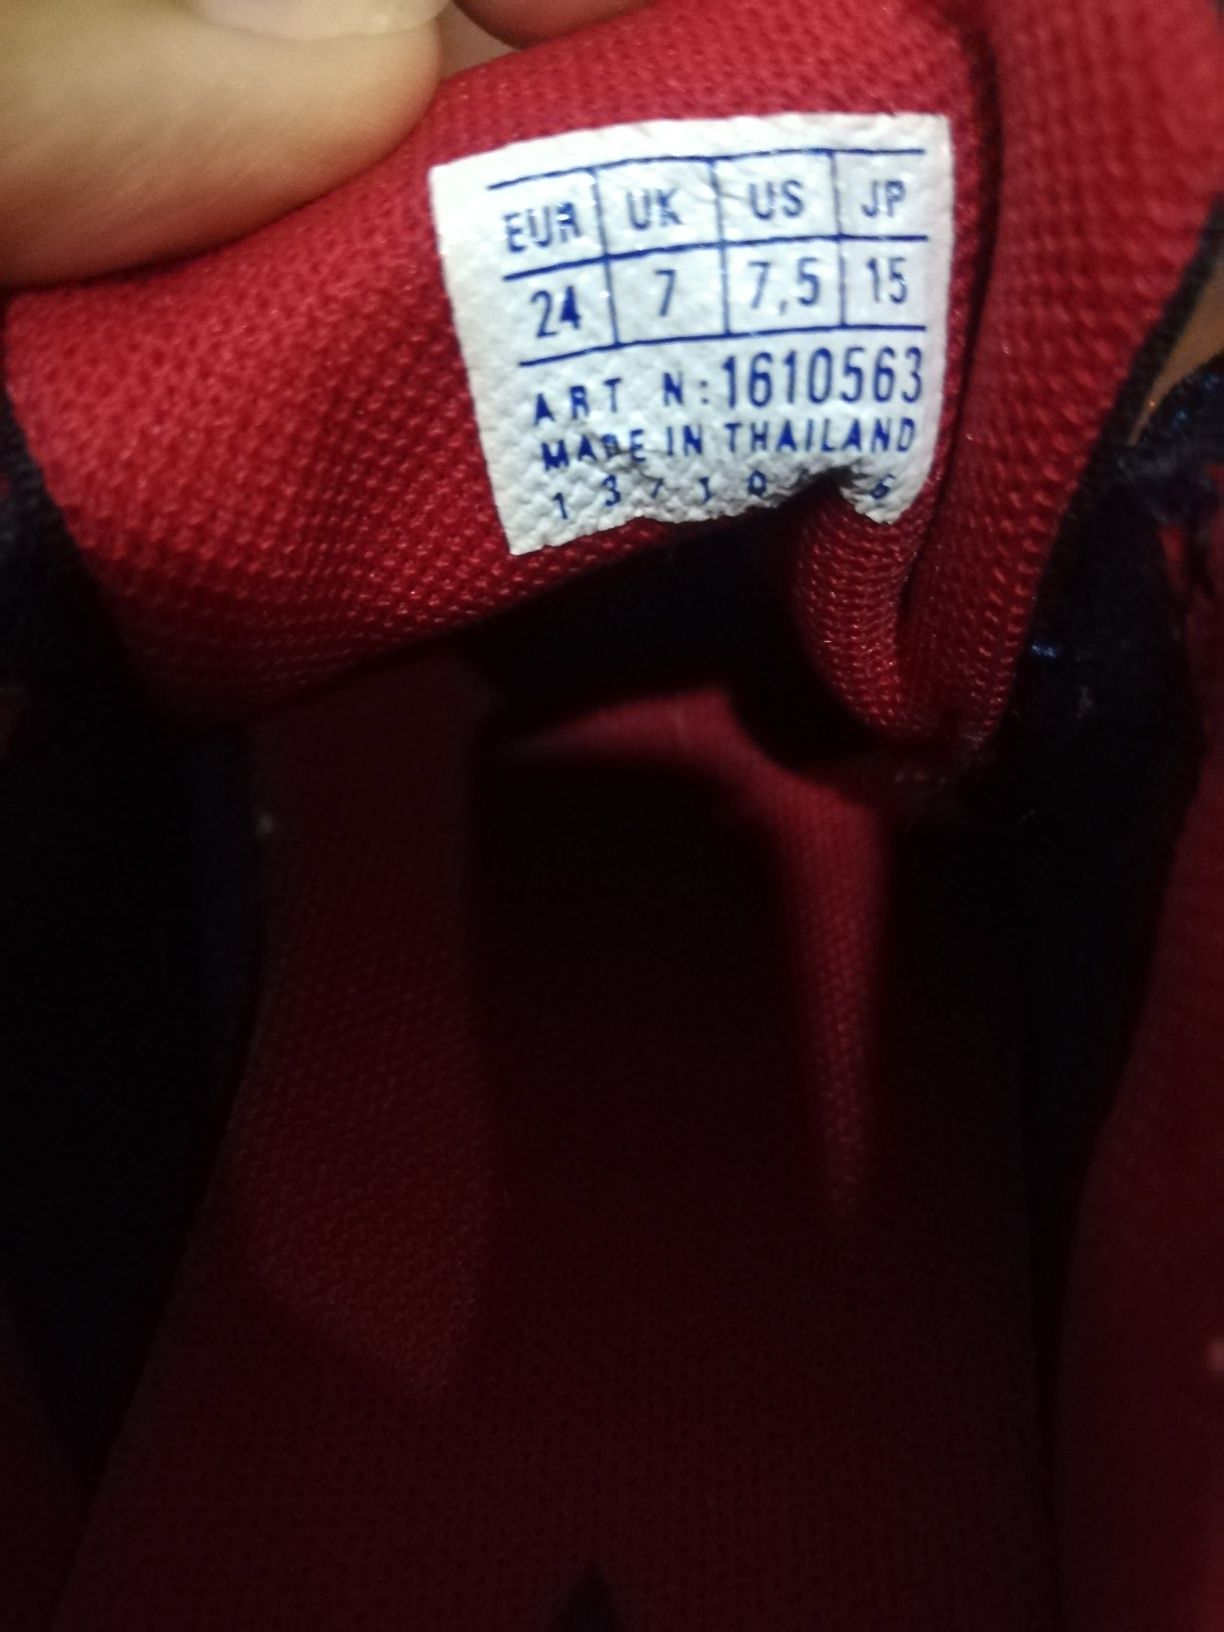 EUR UK US JP
24 7 7,5 15
ART N:1610563
MADE IN THAILAND